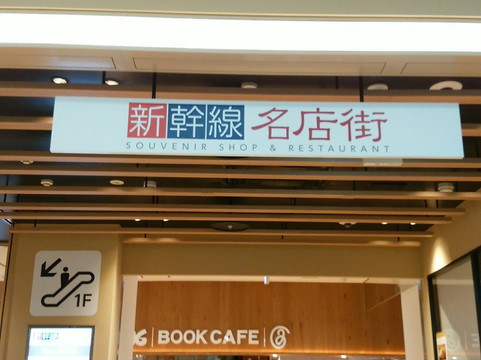 新幹線 名店街
SOUVENIR SHOP & RESTAURANT
1F
BOOK CAFE